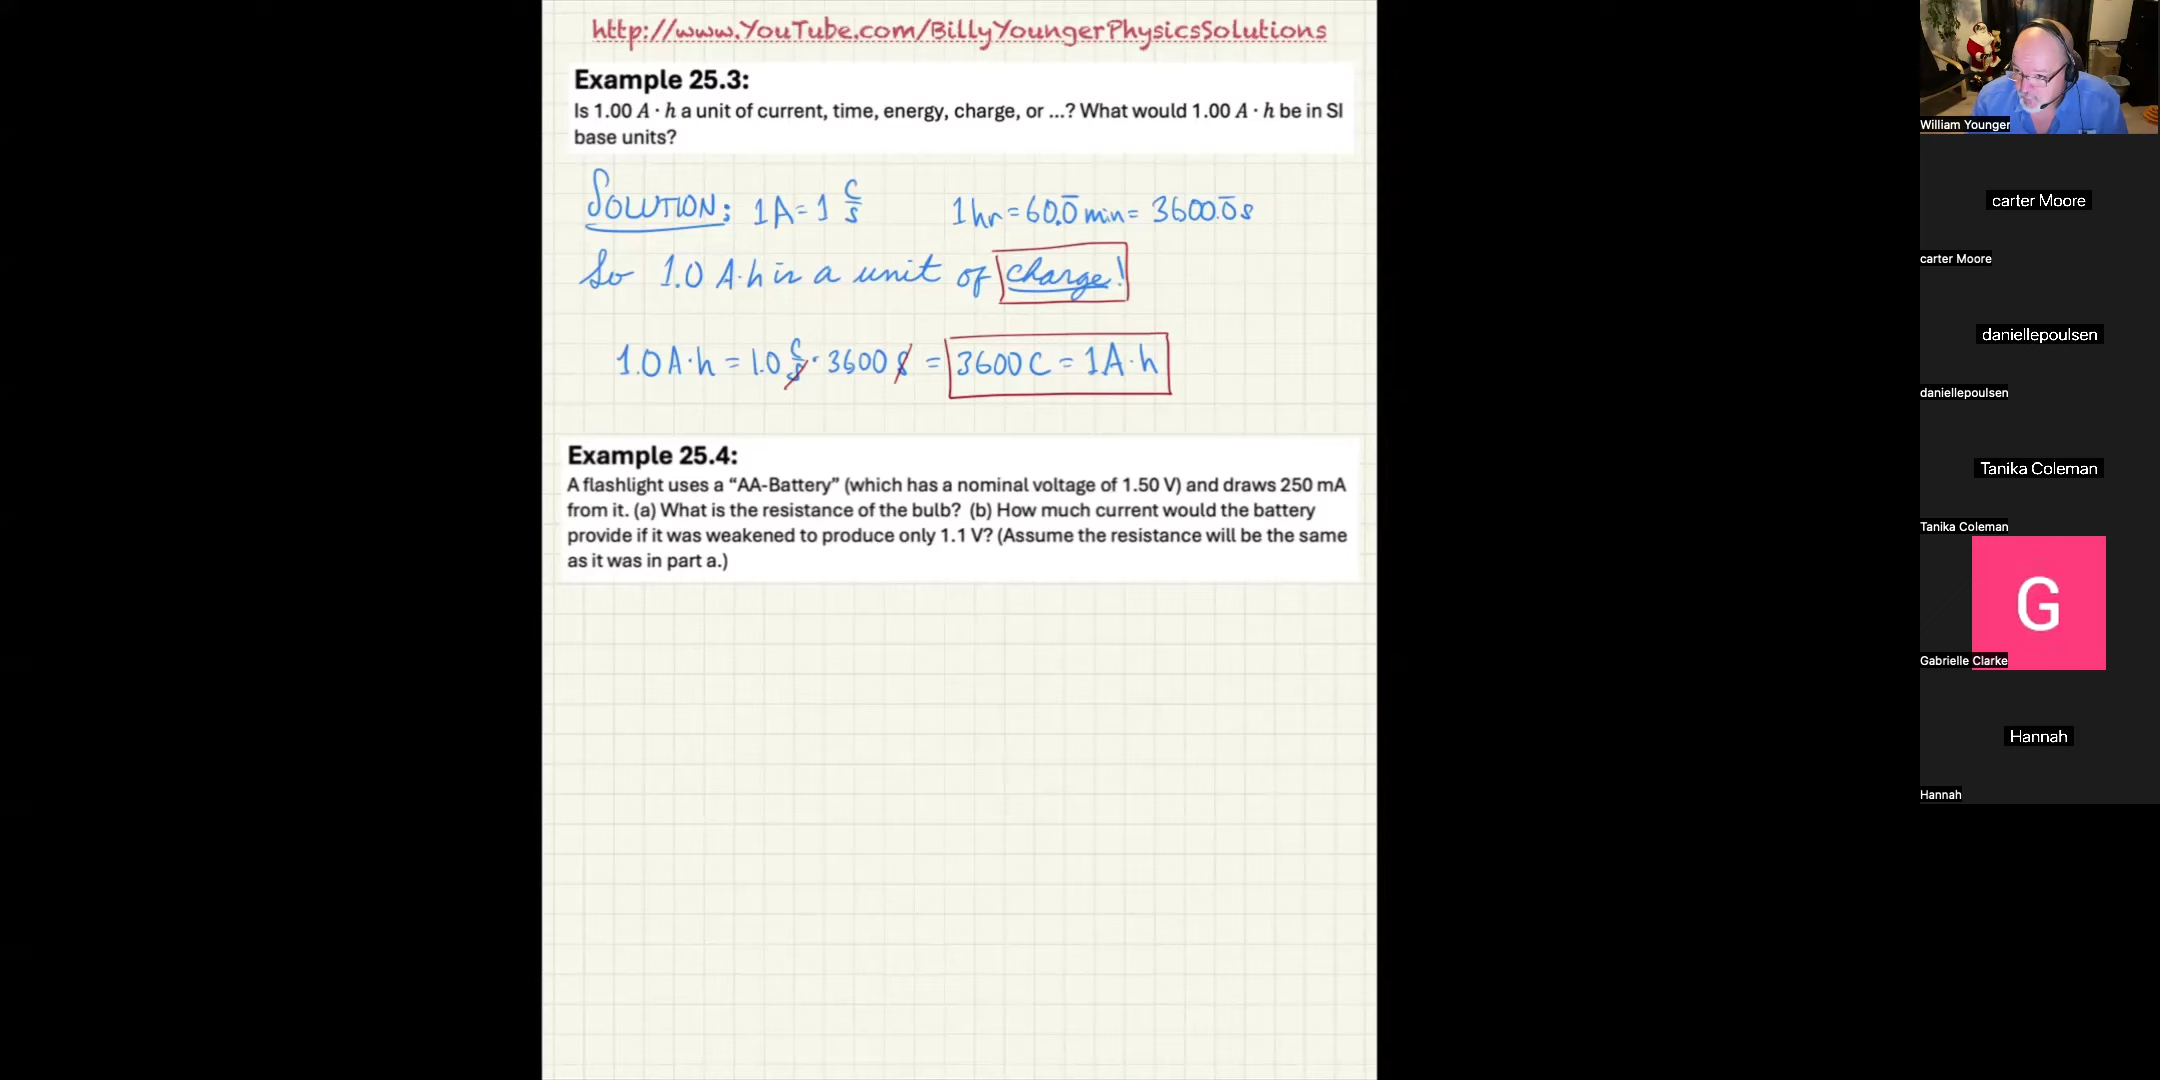 http://www.YouTube.com/BillyYoungerPhysicsSolutions
Example 25.3:
Is 1.00 A · h a unit of current, time, energy, charge, or ...? What would 1.00 A · h be in SI
base units?
SOLUTION: 1A = 1 C/s 1hr = 60.0̅ min = 3600.0̅ s
So 1.0 A·h is a unit of charge!
1.0 A·h = 1.0 C/s · 3600 s = 3600 C = 1 A·h
Example 25.4:
A flashlight uses a “AA-Battery” (which has a nominal voltage of 1.50 V) and draws 250 mA
from it. (a) What is the resistance of the bulb? (b) How much current would the battery
provide if it was weakened to produce only 1.1 V? (Assume the resistance will be the same
as it was in part a.)
William Younger
carter Moore
carter Moore
daniellepoulsen
daniellepoulsen
Tanika Coleman
Tanika Coleman
G
Gabrielle Clarke
Hannah
Hannah